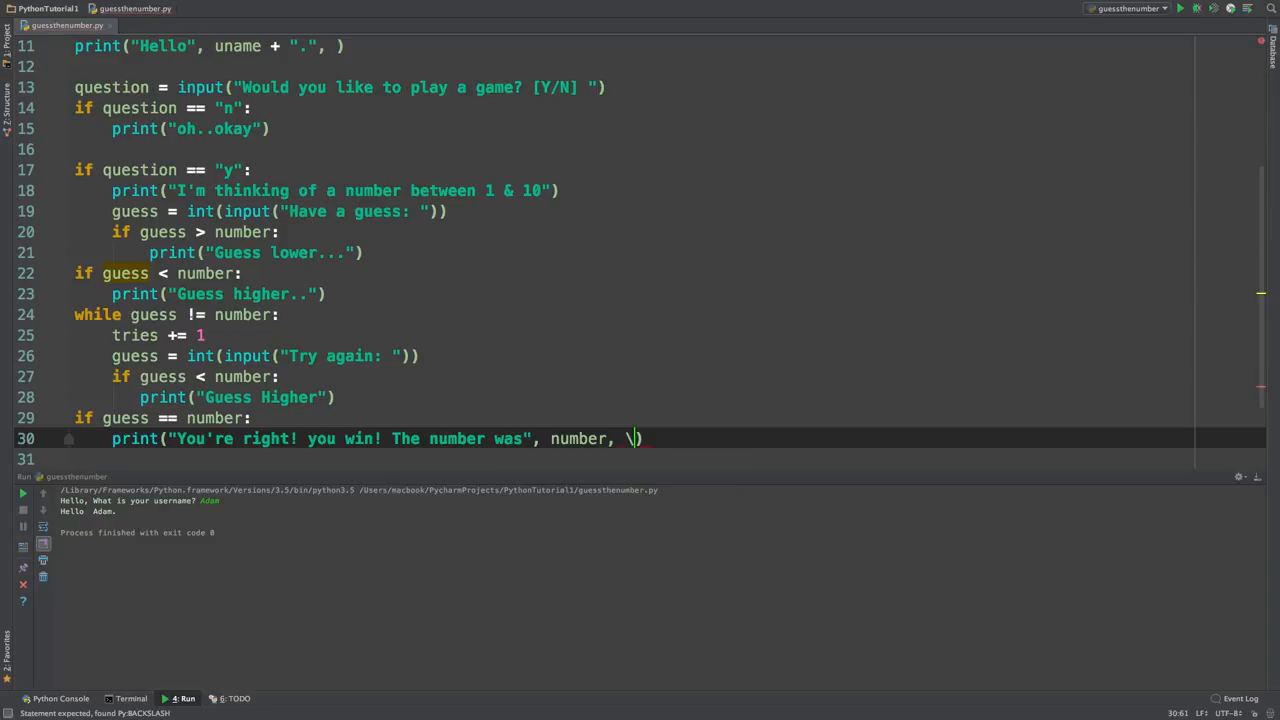 PythonTutorial1 guessthenumber.py guessthenumber
guessthenumber.py
1: Project
Z: Structure
2: Favorites
Database
11 print("Hello", uname + ".", )
12
13 question = input("Would you like to play a game? [Y/N] ")
14 if question == "n":
15 print("oh..okay")
16
17 if question == "y":
18 print("I'm thinking of a number between 1 & 10")
19 guess = int(input("Have a guess: "))
20 if guess > number:
21 print("Guess lower...")
22 if guess < number:
23 print("Guess higher..")
24 while guess != number:
25 tries += 1
26 guess = int(input("Try again: "))
27 if guess < number:
28 print("Guess Higher")
29 if guess == number:
30 print("You're right! you win! The number was", number, \)
31
Run guessthenumber
/Library/Frameworks/Python.framework/Versions/3.5/bin/python3.5 /Users/macbook/PycharmProjects/PythonTutorial1/guessthenumber.py
Hello, What is your username? Adam
Hello  Adam.
Process finished with exit code 0
Python Console Terminal 4: Run 6: TODO Event Log
Statement expected, found Py:BACKSLASH 30:61 LF÷ UTF-8÷